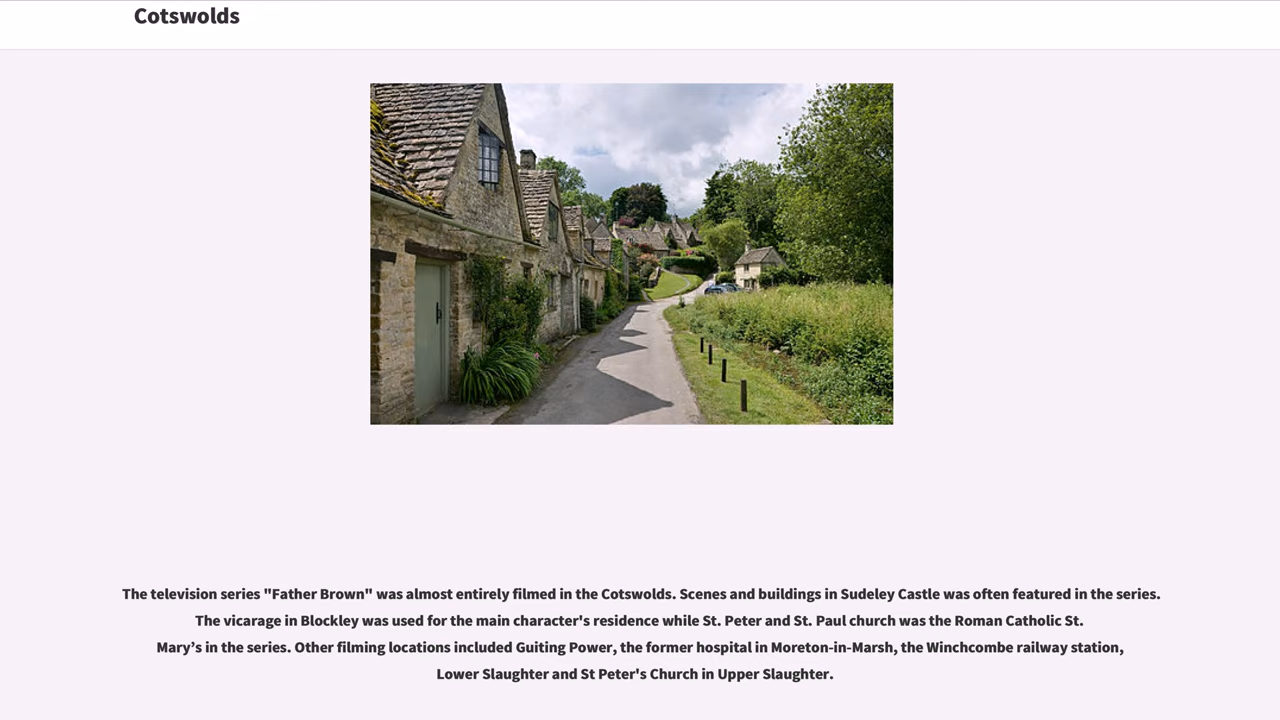 Cotswolds
The television series "Father Brown" was almost entirely filmed in the Cotswolds. Scenes and buildings in Sudeley Castle was often featured in the series.
The vicarage in Blockley was used for the main character's residence while St. Peter and St. Paul church was the Roman Catholic St.
Mary’s in the series. Other filming locations included Guiting Power, the former hospital in Moreton-in-Marsh, the Winchcombe railway station,
Lower Slaughter and St Peter's Church in Upper Slaughter.